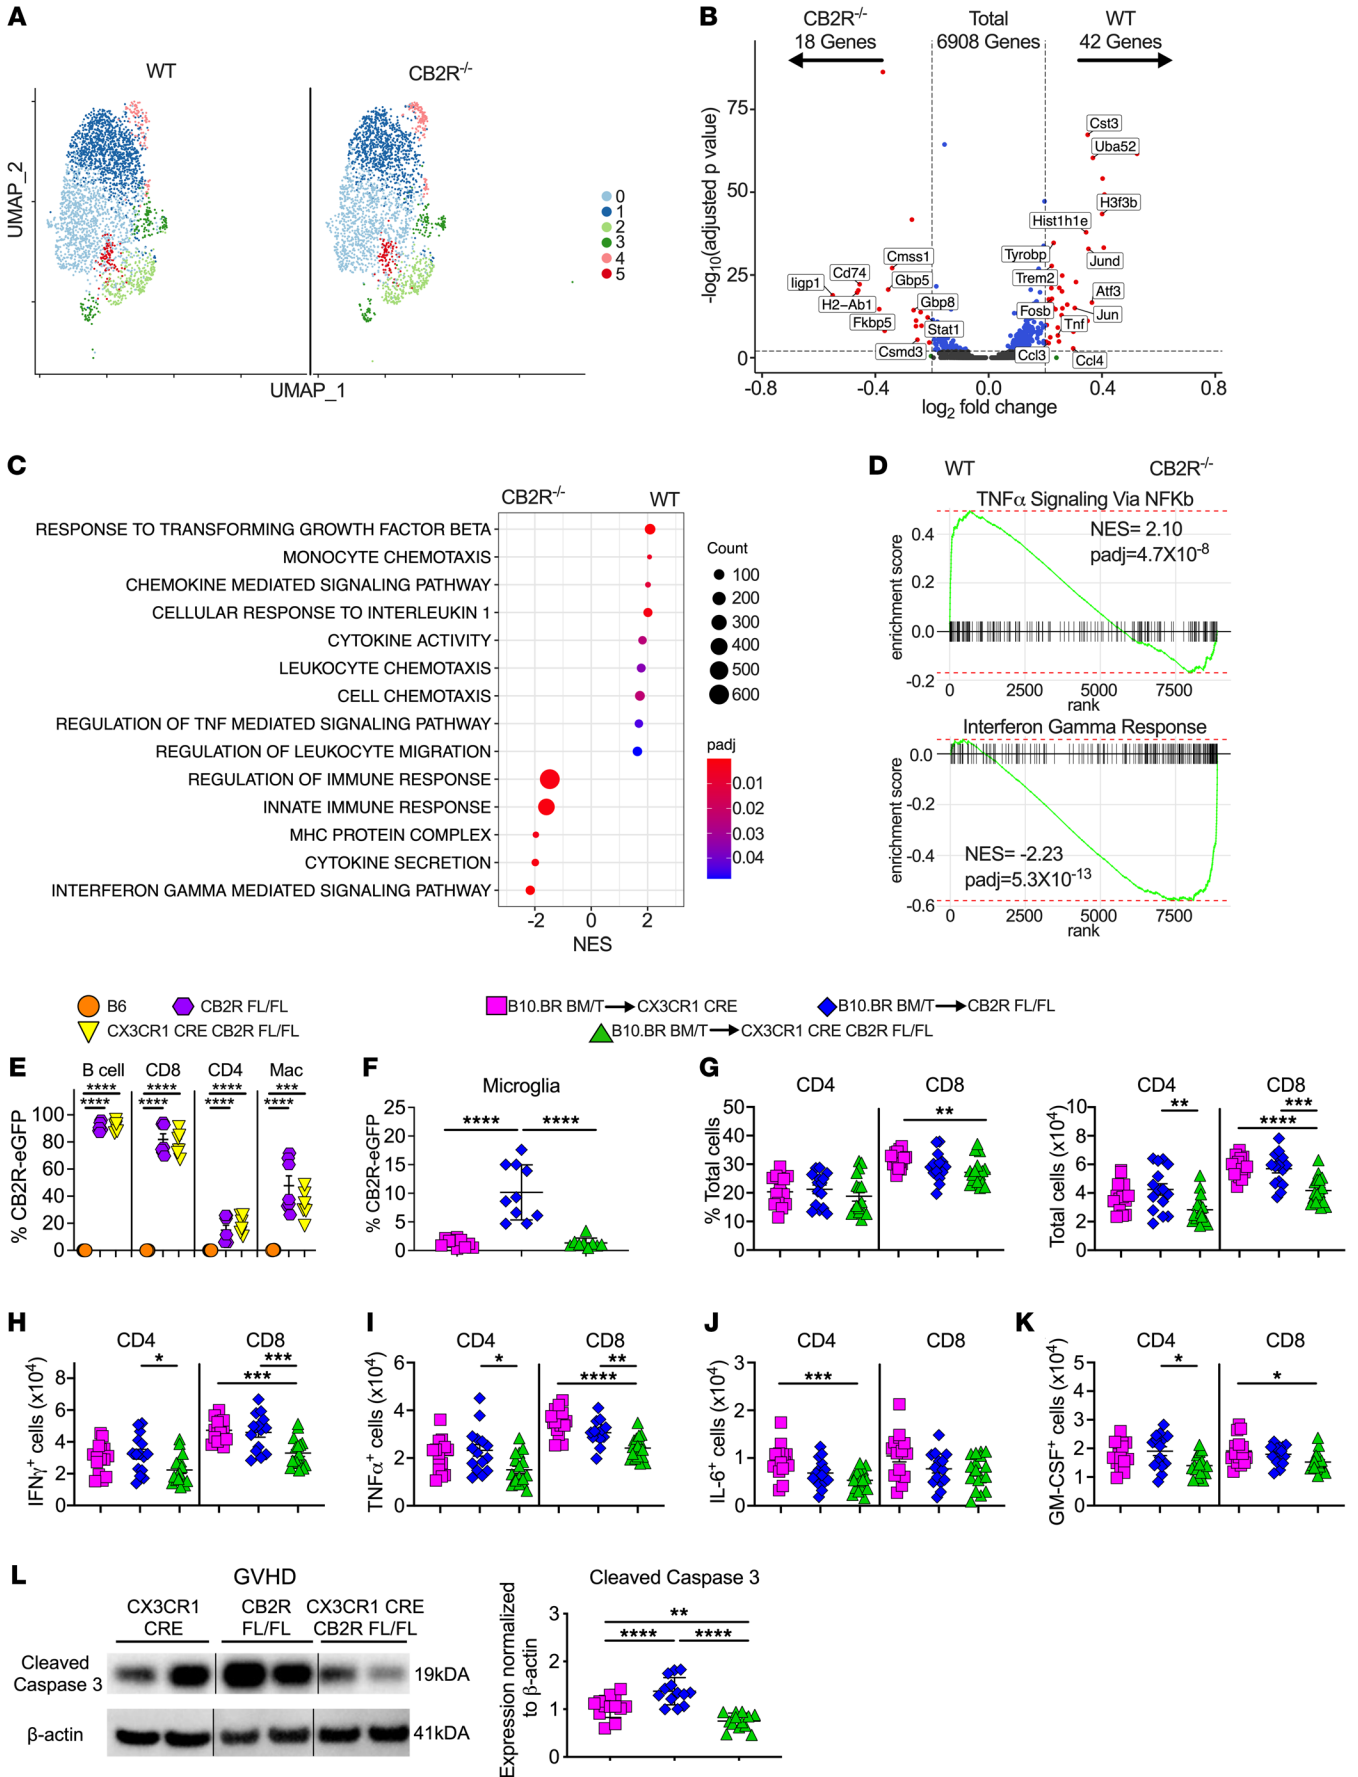 A
WT
CB2R-/-
UMAP_2
UMAP_1
0
1
2
3
4
5
B
CB2R-/-
18 Genes
Total
6908 Genes
WT
42 Genes
-log10(adjusted p value)
75
50
25
0
Cst3
Uba52
H3f3b
Hist1h1e
Tyrobp
Jund
Trem2
Atf3
Fosb
Jun
Tnf
Ccl3
Ccl4
Cmss1
Cd74
Gbp5
Iigp1
H2-Ab1
Gbp8
Fkbp5
Stat1
Csmd3
-0.8
-0.4
0.0
0.4
0.8
log2 fold change
C
CB2R-/-
WT
RESPONSE TO TRANSFORMING GROWTH FACTOR BETA
MONOCYTE CHEMOTAXIS
CHEMOKINE MEDIATED SIGNALING PATHWAY
CELLULAR RESPONSE TO INTERLEUKIN 1
CYTOKINE ACTIVITY
LEUKOCYTE CHEMOTAXIS
CELL CHEMOTAXIS
REGULATION OF TNF MEDIATED SIGNALING PATHWAY
REGULATION OF LEUKOCYTE MIGRATION
REGULATION OF IMMUNE RESPONSE
INNATE IMMUNE RESPONSE
MHC PROTEIN COMPLEX
CYTOKINE SECRETION
INTERFERON GAMMA MEDIATED SIGNALING PATHWAY
-2
0
2
NES
Count
100
200
300
400
500
600
padj
0.01
0.02
0.03
0.04
D
WT
CB2R-/-
TNFα Signaling Via NFKb
NES= 2.10
padj=4.7X10-8
enrichment score
0.4
0.2
0.0
-0.2
0
2500
5000
7500
rank
Interferon Gamma Response
NES= -2.23
padj=5.3X10-13
enrichment score
0.0
-0.2
-0.4
-0.6
0
2500
5000
7500
rank
B6
CB2R FL/FL
CX3CR1 CRE CB2R FL/FL
B10.BR BM/T→CX3CR1 CRE
B10.BR BM/T→CB2R FL/FL
B10.BR BM/T→CX3CR1 CRE CB2R FL/FL
E
B cell
CD8
CD4
Mac
****
****
****
***
****
****
****
****
% CB2R-eGFP
100
80
60
40
20
0
F
Microglia
% CB2R-eGFP
****
****
25
20
15
10
5
0
G
CD4
CD8
**
% Total cells
50
40
30
20
10
0
CD4
CD8
**
***
****
Total cells (x10⁴)
10
8
6
4
2
0
H
CD4
CD8
*
***
***
IFNγ+ cells (x10⁴)
8
6
4
2
0
I
CD4
CD8
*
**
****
TNFα+ cells (x10⁴)
6
4
2
0
J
CD4
CD8
***
IL-6+ cells (x10⁴)
3
2
1
0
K
CD4
CD8
*
*
GM-CSF+ cells (x10⁴)
5
4
3
2
1
0
L
GVHD
CX3CR1
CRE
CB2R
FL/FL
CX3CR1 CRE
CB2R FL/FL
Cleaved
Caspase 3
19kDA
β-actin
41kDA
Cleaved Caspase 3
Expression normalized
to β-actin
**
****
****
3
2
1
0